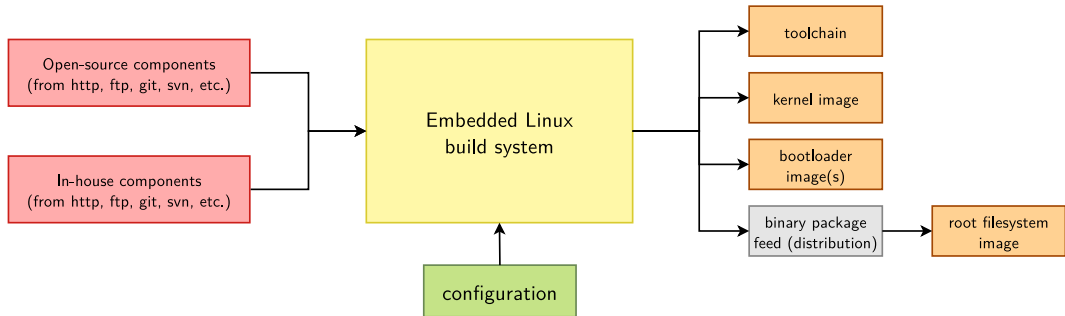 Open-source components
(from http, ftp, git, svn, etc.)
In-house components
(from http, ftp, git, svn, etc.)
Embedded Linux
build system
configuration
toolchain
kernel image
bootloader
image(s)
binary package
feed (distribution)
root filesystem
image